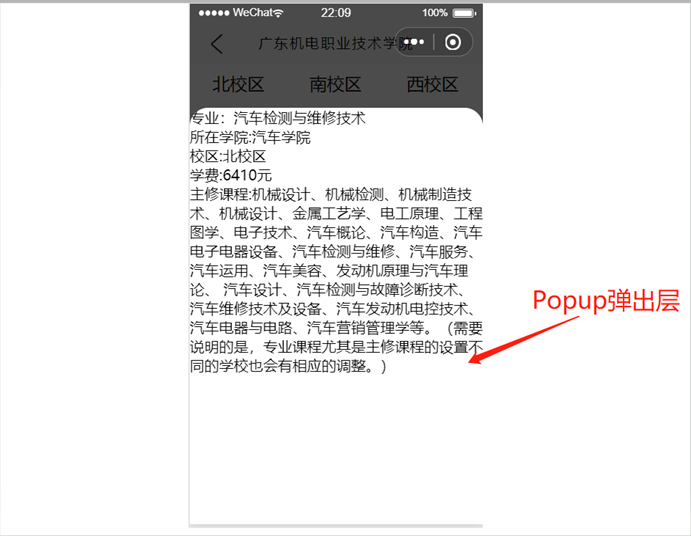 ●●●●● WeChat 22:09 100%
广东机电职业技术学院
北校区 南校区 西校区
专业：汽车检测与维修技术
所在学院:汽车学院
校区:北校区
学费:6410元
主修课程:机械设计、机械检测、机械制造技
术、机械设计、金属工艺学、电工原理、工程
图学、电子技术、汽车概论、汽车构造、汽车
电子电器设备、汽车检测与维修、汽车服务、
汽车运用、汽车美容、发动机原理与汽车理
论、 汽车设计、汽车检测与故障诊断技术、
汽车维修技术及设备、汽车发动机电控技术、
汽车电器与电路、汽车营销管理学等。（需要
说明的是，专业课程尤其是主修课程的设置不
同的学校也会有相应的调整。）
Popup弹出层